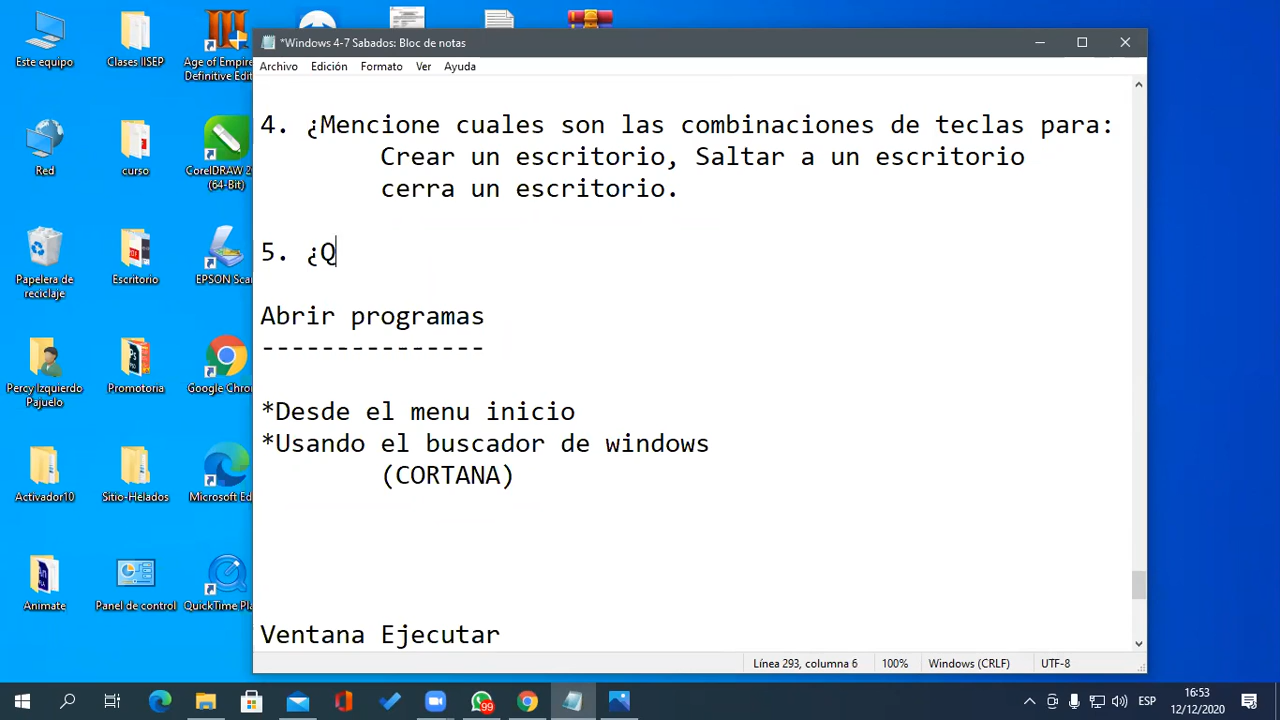 Este equipo
Clases IISEP
Age of Empire
Definitive Edit
*Windows 4-7 Sabados: Bloc de notas
Archivo Edición Formato Ver Ayuda
4. ¿Mencione cuales son las combinaciones de teclas para:
Crear un escritorio, Saltar a un escritorio
cerra un escritorio.
5. ¿Q
Abrir programas
---------------
*Desde el menu inicio
*Usando el buscador de windows
(CORTANA)
Ventana Ejecutar
Línea 293, columna 6 100% Windows (CRLF) UTF-8
Red
curso
CorelDRAW 2
(64-Bit)
Papelera de
reciclaje
Escritorio
EPSON Scan
Percy Izquierdo
Pajuelo
Promotoria
Google Chro
Activador10
Sitio-Helados
Microsoft Ed
Animate
Panel de control
QuickTime Pla
99
ESP
16:53
12/12/2020